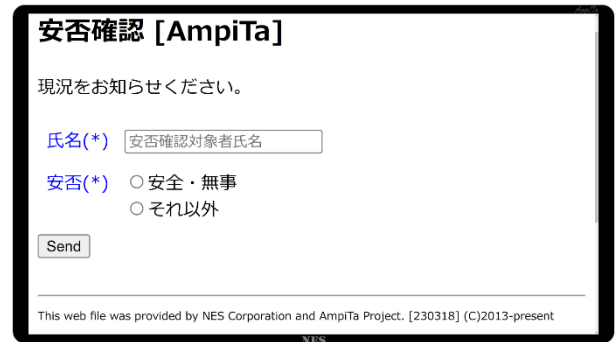 AmpiTa
安否確認 [AmpiTa]
現況をお知らせください。
氏名(*) 安否確認対象者氏名
安否(*) 安全・無事
それ以外
Send
This web file was provided by NES Corporation and AmpiTa Project. [230318] (C)2013-present
NES